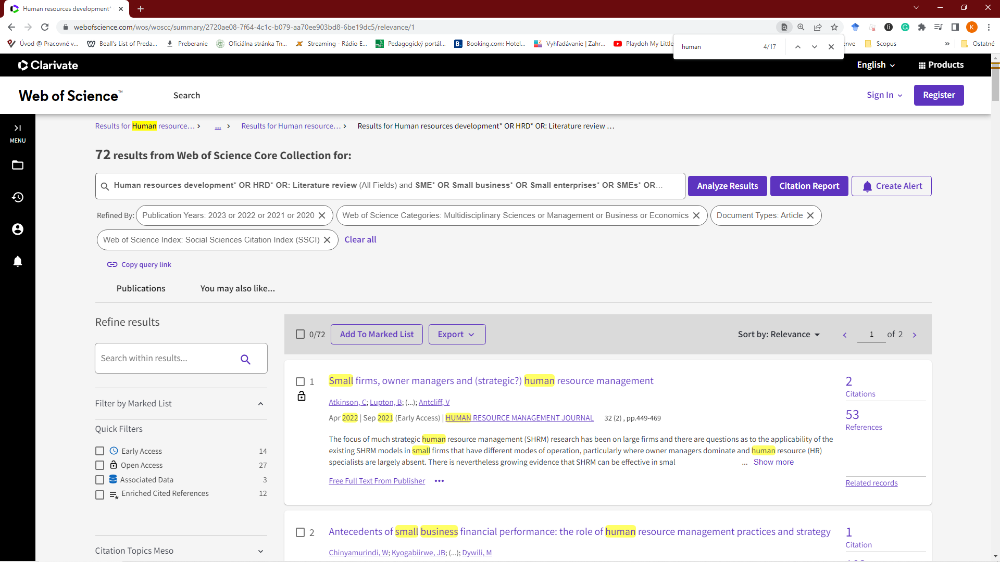 Human resources development*
webofscience.com/wos/woscc/summary/2720ae08-7f64-4c1c-b079-aa70ee903bd8-6be19dc5/relevance/1
K
Úvod @ Pracovné v... Beall's List of Preda... Preberanie Oficiálna stránka Tn... Streaming - Rádio E... Pedagogický portál... Booking.com: Hotel... Vyhľadávanie | Zahr... Playdoh My Little Scopus » Ostatné
human 4/17
Clarivate English Products
Web of Science™ Search Sign In Register
MENU
Results for Human resource... > ... > Results for Human resource... > Results for Human resources development* OR HRD* OR: Literature review ...
72 results from Web of Science Core Collection for:
Human resources development* OR HRD* OR: Literature review (All Fields) and SME* OR Small business* OR Small enterprises* OR SMEs* OR...
Analyze Results Citation Report Create Alert
Refined By: Publication Years: 2023 or 2022 or 2021 or 2020 Web of Science Categories: Multidisciplinary Sciences or Management or Business or Economics Document Types: Article
Web of Science Index: Social Sciences Citation Index (SSCI) Clear all
Copy query link
Publications You may also like...
Refine results
Search within results...
Filter by Marked List
Quick Filters
Early Access 14
Open Access 27
Associated Data 3
Enriched Cited References 12
Citation Topics Meso
0/72 Add To Marked List Export Sort by: Relevance 1 of 2
1 Small firms, owner managers and (strategic?) human resource management
Atkinson, C; Lupton, B; (...); Antcliff, V
Apr 2022 | Sep 2021 (Early Access) | HUMAN RESOURCE MANAGEMENT JOURNAL 32 (2) , pp.449-469
The focus of much strategic human resource management (SHRM) research has been on large firms and there are questions as to the applicability of the
existing SHRM models in small firms that have different modes of operation, particularly where owner managers dominate and human resource (HR)
specialists are largely absent. There is nevertheless growing evidence that SHRM can be effective in smal ... Show more
Free Full Text From Publisher •••
2
Citations
53
References
Related records
2 Antecedents of small business financial performance: the role of human resource management practices and strategy
Chinyamurindi, W; Kyogabiirwe, JB; (...); Dywili, M
1
Citation